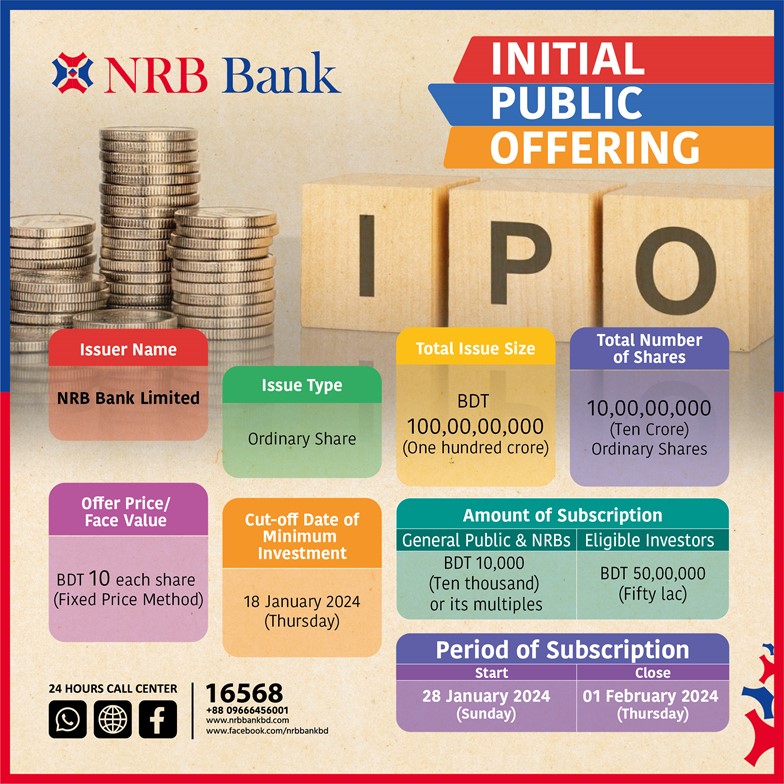 NRB Bank
INITIAL
PUBLIC
OFFERING
I P O
Issuer Name
NRB Bank Limited
Issue Type
Ordinary Share
Total Issue Size
BDT
100,00,00,000
(One hundred crore)
Total Number
of Shares
10,00,00,000
(Ten Crore)
Ordinary Shares
Offer Price/
Face Value
BDT 10 each share
(Fixed Price Method)
Cut-off Date of
Minimum
Investment
18 January 2024
(Thursday)
Amount of Subscription
General Public & NRBs
BDT 10,000
(Ten thousand)
or its multiples
Eligible Investors
BDT 50,00,000
(Fifty lac)
Period of Subscription
Start
28 January 2024
(Sunday)
Close
01 February 2024
(Thursday)
24 HOURS CALL CENTER
16568
+88 09666456001
www.nrbbankbd.com
www.facebook.com/nrbbankbd